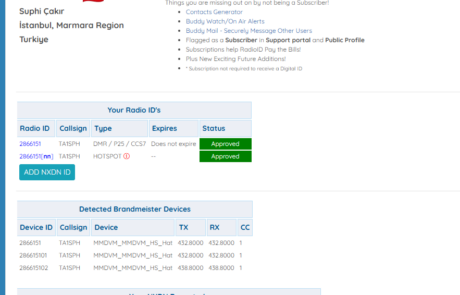 Things you are missing out on by not being a Subscriber!
Suphi Çakır
İstanbul, Marmara Region
Turkiye
Contacts Generator
Buddy Watch/On Air Alerts
Buddy Mail - Securely Message Other Users
Flagged as a Subscriber in Support portal and Public Profile
Subscriptions help RadioID Pay the Bills!
Plus New Exciting Future Additions!
* Subscription not required to receive a Digital ID
Your Radio ID's
Radio ID Callsign Type Expires Status
2866151 TA1SPH DMR / P25 / CCS7 Does not expire Approved
2866151[nn] TA1SPH HOTSPOT — Approved
ADD NXDN ID
Detected Brandmeister Devices
Device ID Callsign Device TX RX CC
2866151 TA1SPH MMDVM_MMDVM_HS_Hat 432.8000 432.8000 1
286615101 TA1SPH MMDVM_MMDVM_HS_Hat 432.8000 432.8000 1
286615102 TA1SPH MMDVM_MMDVM_HS_Hat 438.8000 438.8000 1